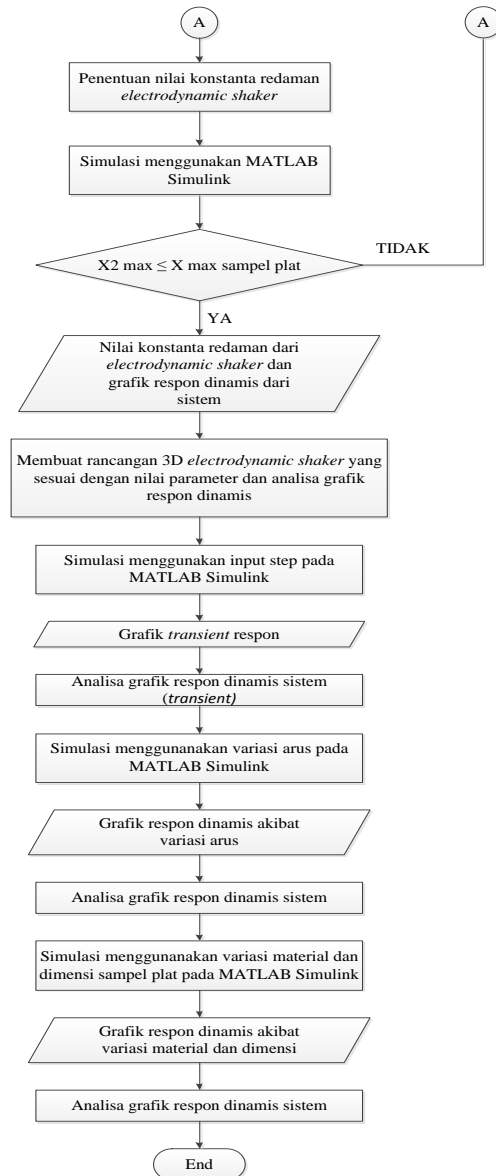 A
A
Penentuan nilai konstanta redaman
electrodynamic shaker
Simulasi menggunakan MATLAB
Simulink
TIDAK
X2 max ≤ X max sampel plat
YA
Nilai konstanta redaman dari
electrodynamic shaker dan
grafik respon dinamis dari
sistem
Membuat rancangan 3D electrodynamic shaker yang
sesuai dengan nilai parameter dan analisa grafik
respon dinamis
Simulasi menggunakan input step pada
MATLAB Simulink
Grafik transient respon
Analisa grafik respon dinamis sistem
(transient)
Simulasi menggunanakan variasi arus pada
MATLAB Simulink
Grafik respon dinamis akibat
variasi arus
Analisa grafik respon dinamis sistem
Simulasi menggunanakan variasi material dan
dimensi sampel plat pada MATLAB Simulink
Grafik respon dinamis akibat
variasi material dan dimensi
Analisa grafik respon dinamis sistem
End